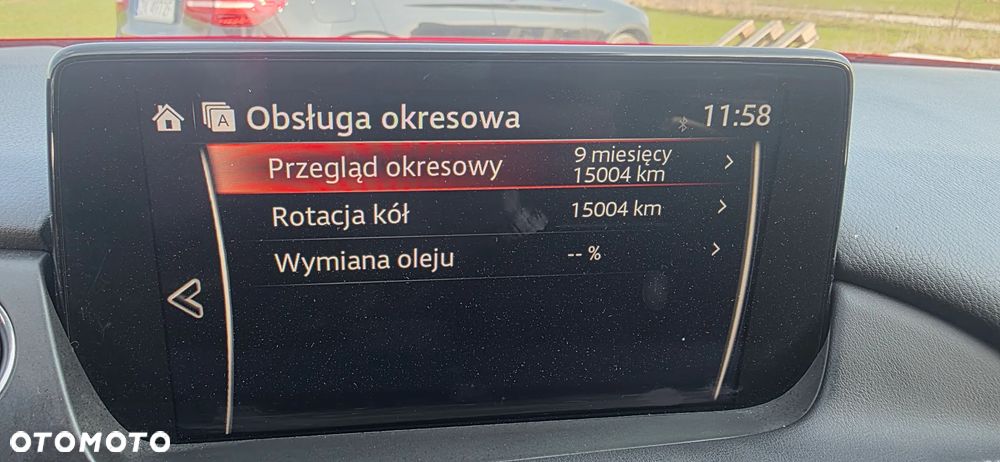 Obsługa okresowa
11:58
Przegląd okresowy
9 miesięcy
15004 km
Rotacja kół
15004 km
Wymiana oleju
-- %
OTOMOTO